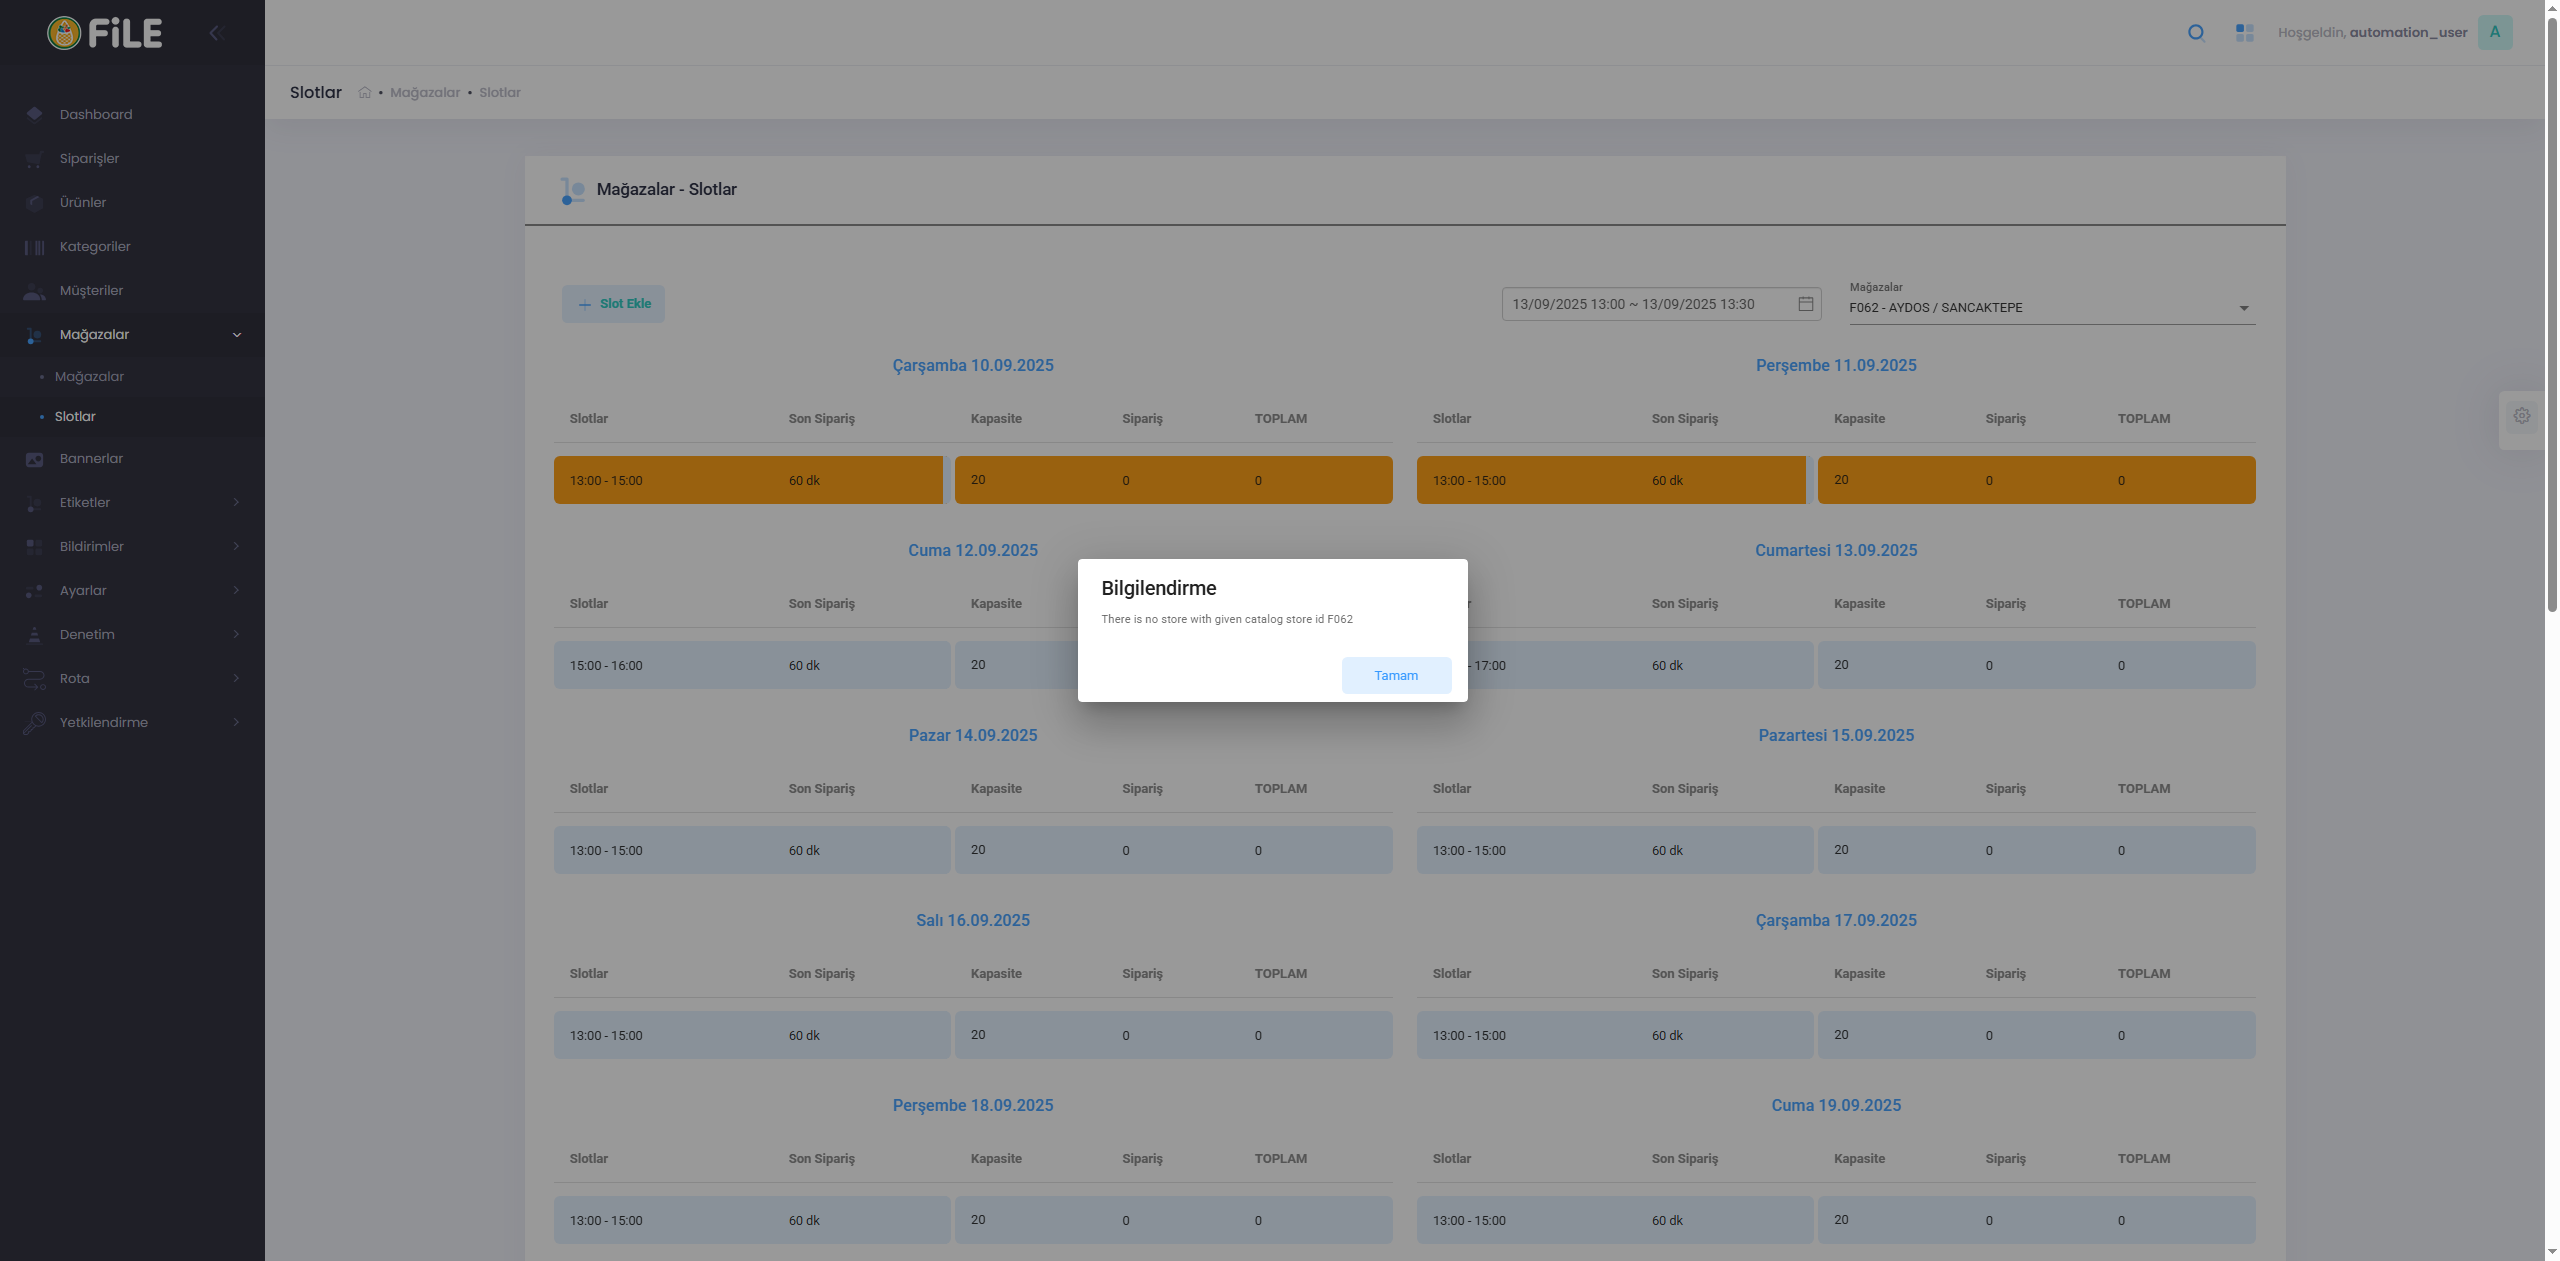 FiLE
Hoşgeldin, automation_user A
Slotlar • Mağazalar • Slotlar
Dashboard
Siparişler
Ürünler
Kategoriler
Müşteriler
Mağazalar
Mağazalar
Slotlar
Bannerlar
Etiketler
Bildirimler
Ayarlar
Denetim
Rota
Yetkilendirme
Mağazalar - Slotlar
Slot Ekle
13/09/2025 13:00 ~ 13/09/2025 13:30
Mağazalar
F062 - AYDOS / SANCAKTEPE
Çarşamba 10.09.2025
Slotlar Son Sipariş Kapasite Sipariş TOPLAM
13:00 - 15:00 60 dk 20 0 0
Perşembe 11.09.2025
Slotlar Son Sipariş Kapasite Sipariş TOPLAM
13:00 - 15:00 60 dk 20 0 0
Cuma 12.09.2025
Slotlar Son Sipariş Kapasite
15:00 - 16:00 60 dk 20
Cumartesi 13.09.2025
r Son Sipariş Kapasite Sipariş TOPLAM
- 17:00 60 dk 20 0 0
Bilgilendirme
There is no store with given catalog store id F062
Tamam
Pazar 14.09.2025
Slotlar Son Sipariş Kapasite Sipariş TOPLAM
13:00 - 15:00 60 dk 20 0 0
Pazartesi 15.09.2025
Slotlar Son Sipariş Kapasite Sipariş TOPLAM
13:00 - 15:00 60 dk 20 0 0
Salı 16.09.2025
Slotlar Son Sipariş Kapasite Sipariş TOPLAM
13:00 - 15:00 60 dk 20 0 0
Çarşamba 17.09.2025
Slotlar Son Sipariş Kapasite Sipariş TOPLAM
13:00 - 15:00 60 dk 20 0 0
Perşembe 18.09.2025
Slotlar Son Sipariş Kapasite Sipariş TOPLAM
13:00 - 15:00 60 dk 20 0 0
Cuma 19.09.2025
Slotlar Son Sipariş Kapasite Sipariş TOPLAM
13:00 - 15:00 60 dk 20 0 0